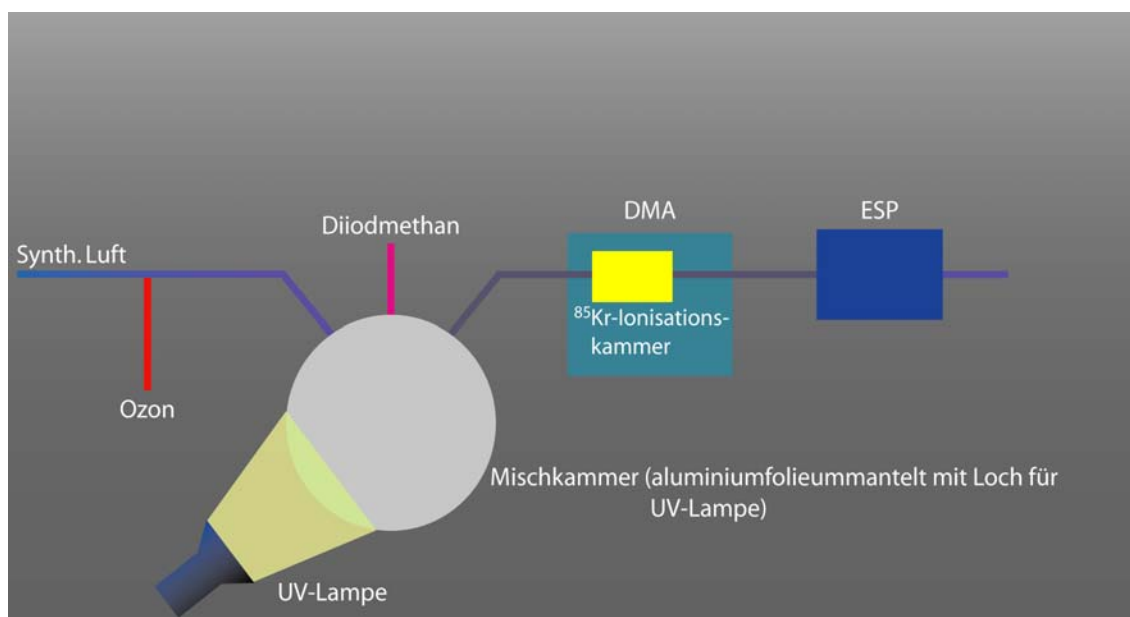 Diiodmethan
DMA
ESP
Synth. Luft
⁸⁵Kr-Ionisations-
kammer
Ozon
Mischkammer (aluminiumfolieummantelt mit Loch für
UV-Lampe)
UV-Lampe